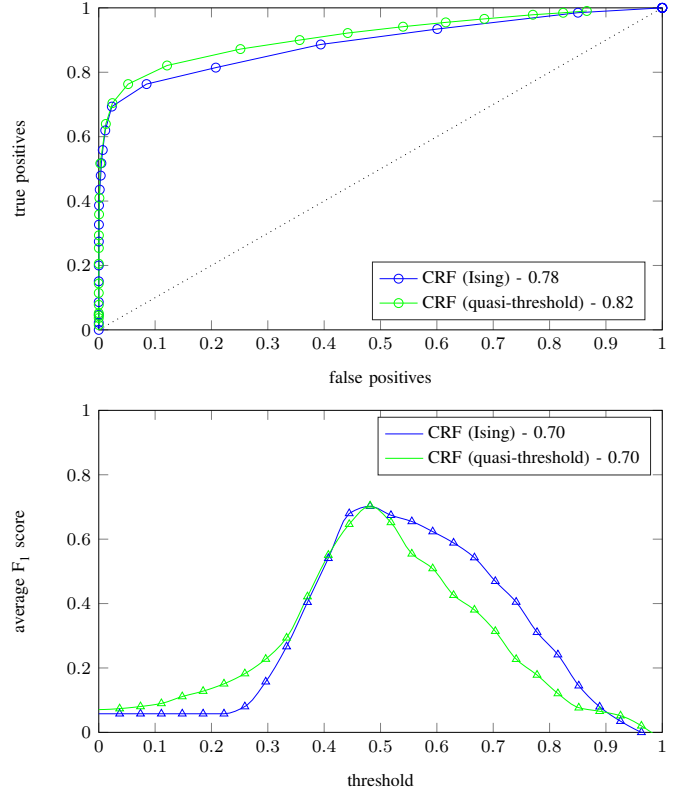 1
0.8
0.6
0.4
0.2
0
true positives
CRF (Ising) - 0.78
CRF (quasi-threshold) - 0.82
0 0.1 0.2 0.3 0.4 0.5 0.6 0.7 0.8 0.9 1
false positives
1
0.8
0.6
0.4
0.2
0
average F1 score
CRF (Ising) - 0.70
CRF (quasi-threshold) - 0.70
0 0.1 0.2 0.3 0.4 0.5 0.6 0.7 0.8 0.9 1
threshold